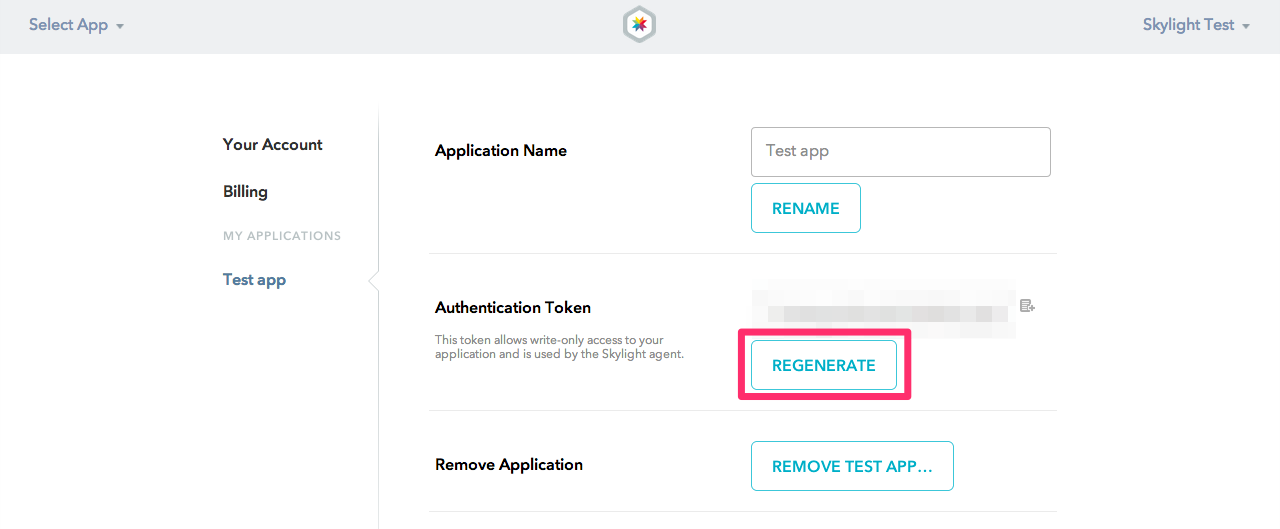 Select App
Skylight Test
Your Account
Billing
MY APPLICATIONS
Test app
Application Name
Test app
RENAME
Authentication Token
This token allows write-only access to your
application and is used by the Skylight agent.
REGENERATE
Remove Application
REMOVE TEST APP...